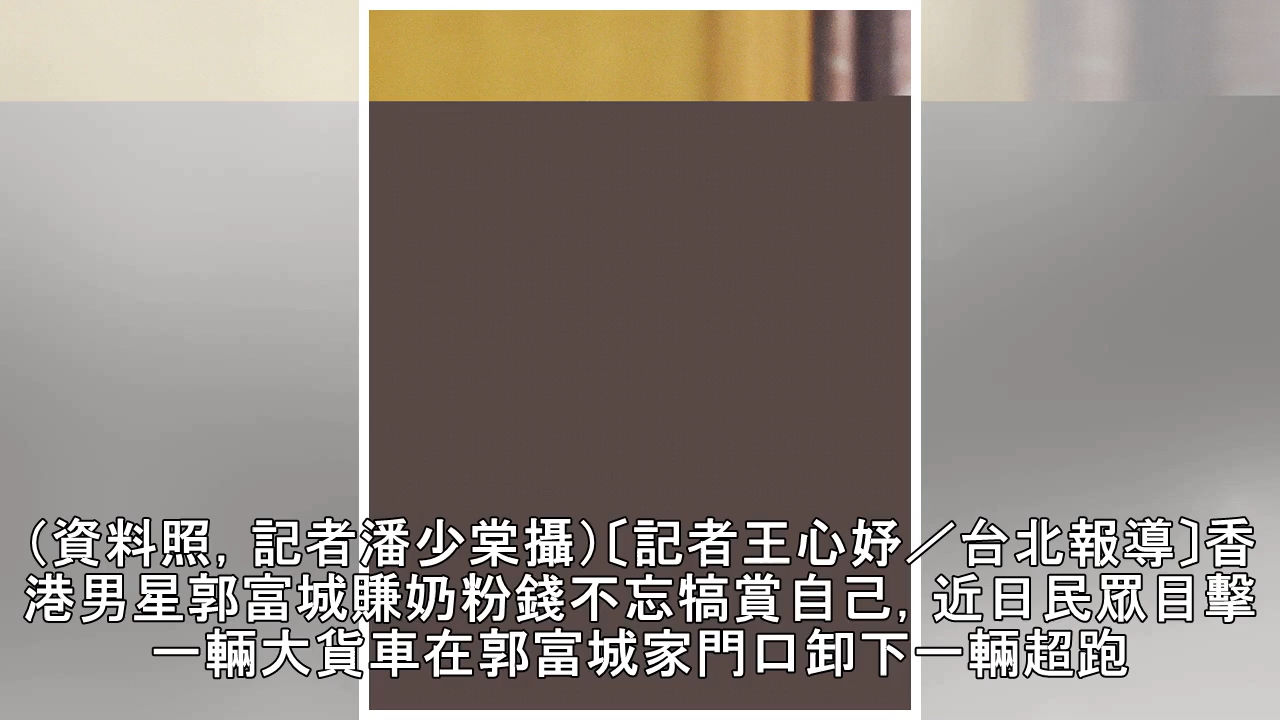 (資料照, 記者潘少棠攝)〔記者王心妤／台北報導〕香
港男星郭富城賺奶粉錢不忘犒賞自己, 近日民眾目擊
一輛大貨車在郭富城家門口卸下一輛超跑